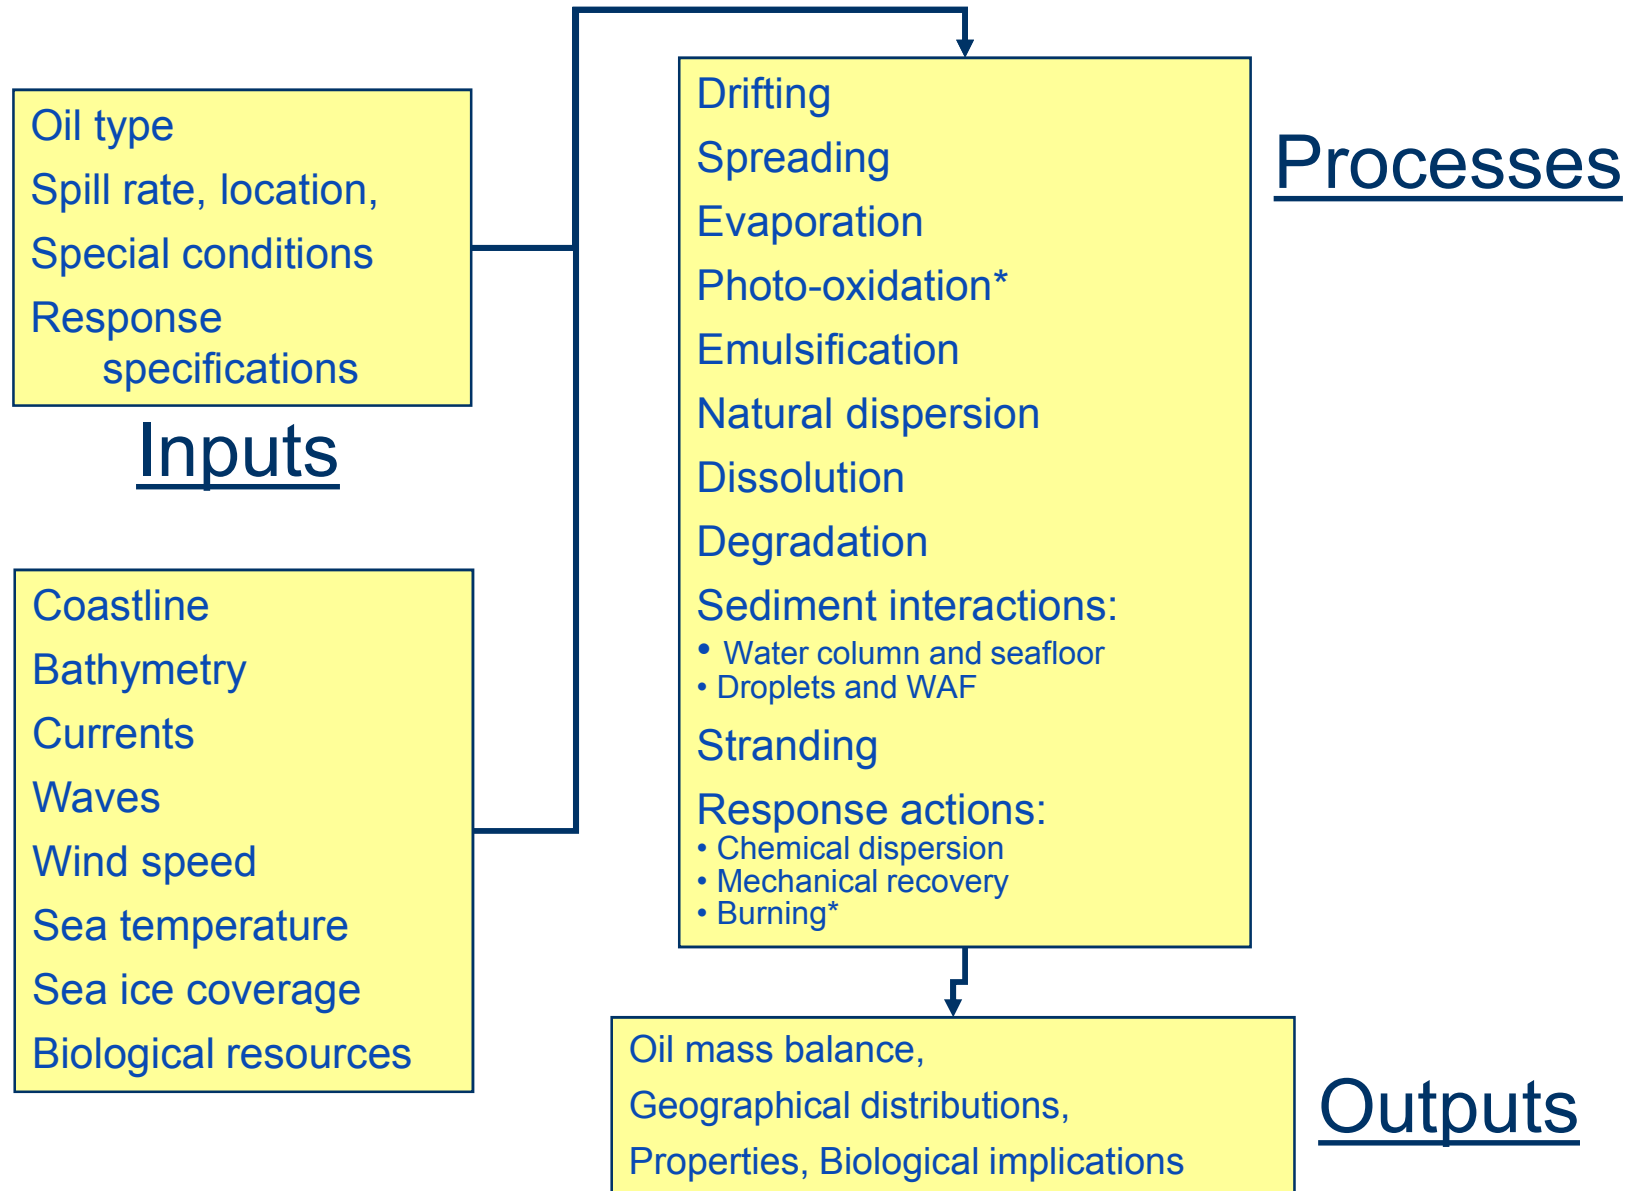 Oil type
Spill rate, location,
Special conditions
Response
specifications
Inputs
Coastline
Bathymetry
Currents
Waves
Wind speed
Sea temperature
Sea ice coverage
Biological resources
Drifting
Spreading
Evaporation
Photo-oxidation*
Emulsification
Natural dispersion
Dissolution
Degradation
Sediment interactions:
• Water column and seafloor
• Droplets and WAF
Stranding
Response actions:
• Chemical dispersion
• Mechanical recovery
• Burning*
Processes
Oil mass balance,
Geographical distributions,
Properties, Biological implications
Outputs